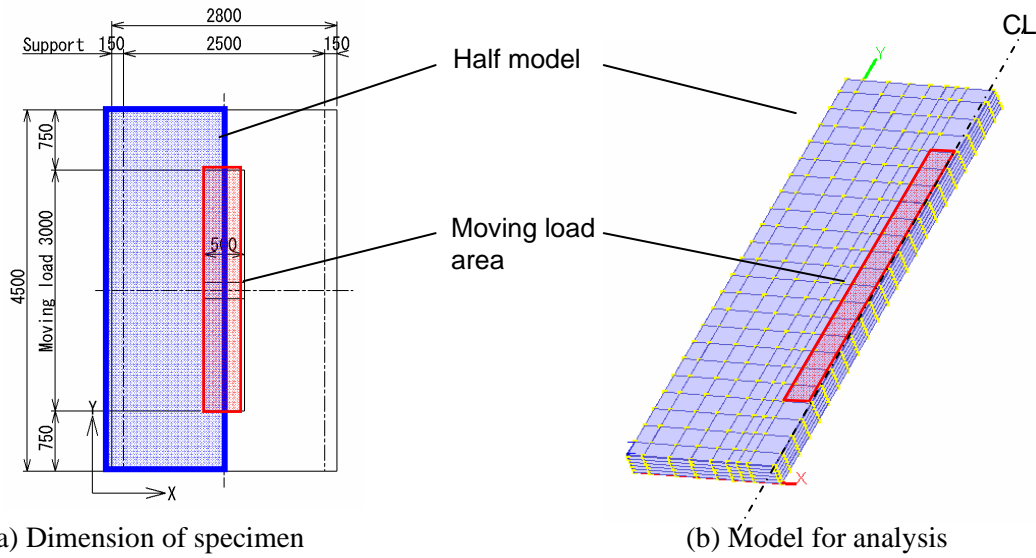 2800
Support 150 2500 150
Half model
CL
Y
750
Moving load 3000
4500
500
Moving load
area
750
Y
X
X
a) Dimension of specimen
(b) Model for analysis